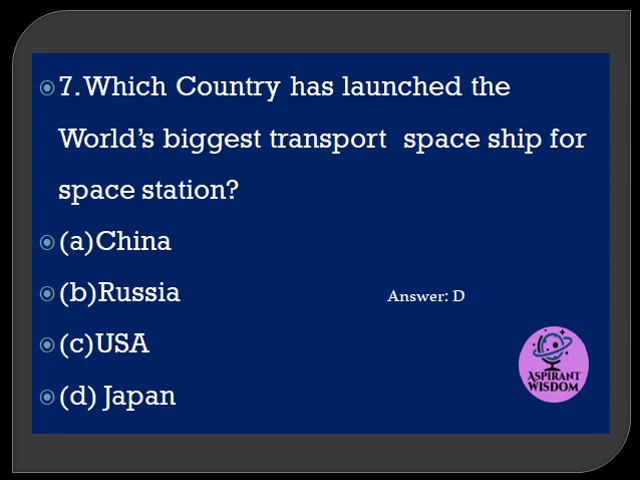 7. Which Country has launched the
World's biggest transport space ship for
space station?
(a)China
(b)Russia
Answer: D
(c)USA
(d) Japan
ASPIRANT
WISDOM